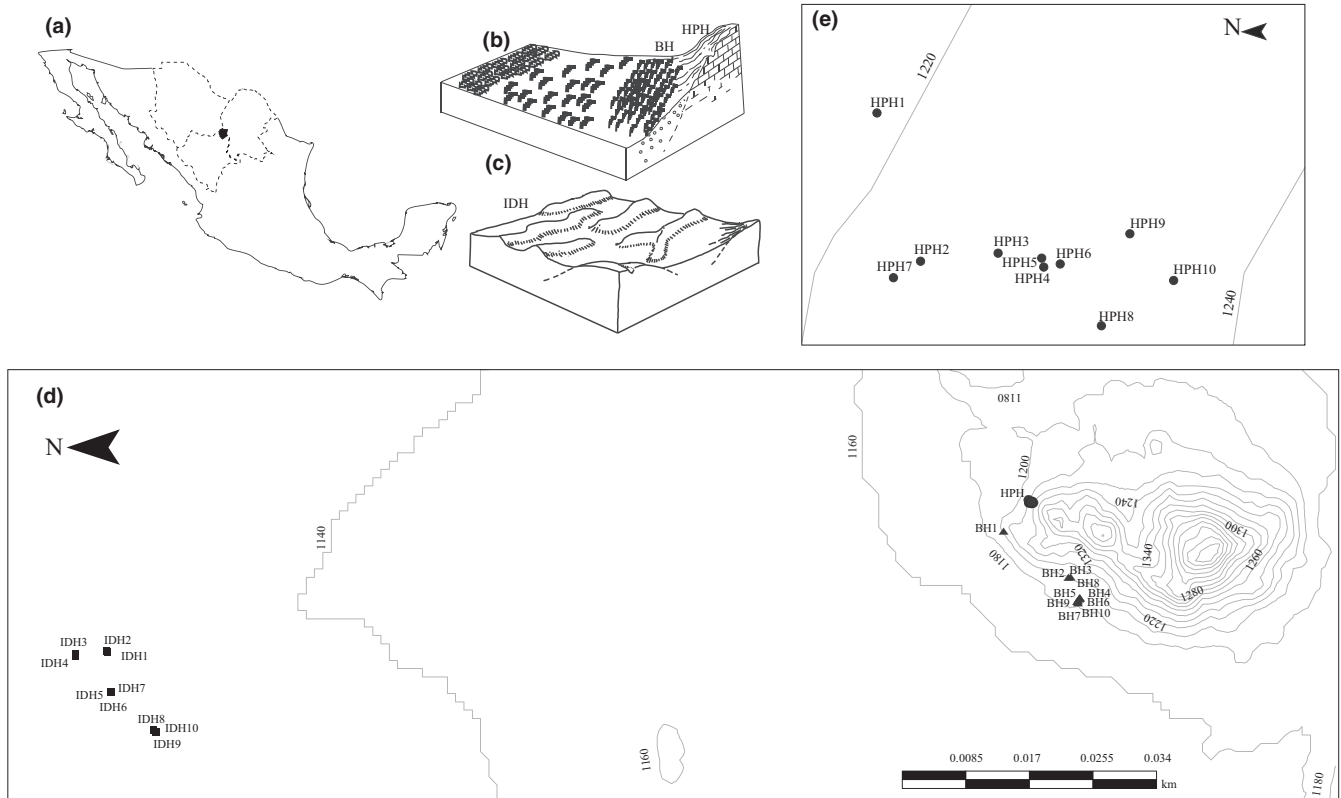 (a)
(b)
BH
HPH
(c)
IDH
(e)
N
1220
HPH1
HPH9
HPH3
HPH2
HPH6
HPH5
HPH7
HPH4
HPH10
HPH8
1240
(d)
N
1140
1160
1180
1200
HPH
BH1
1180
1240
1300
1320
1340
1260
1280
1220
BH2
BH3
BH8
BH5
BH4
BH9
BH6
BH7
BH10
IDH3
IDH2
IDH4
IDH1
IDH5
IDH7
IDH6
IDH8
IDH10
IDH9
1160
0.0085
0.017
0.0255
0.034
km
1180